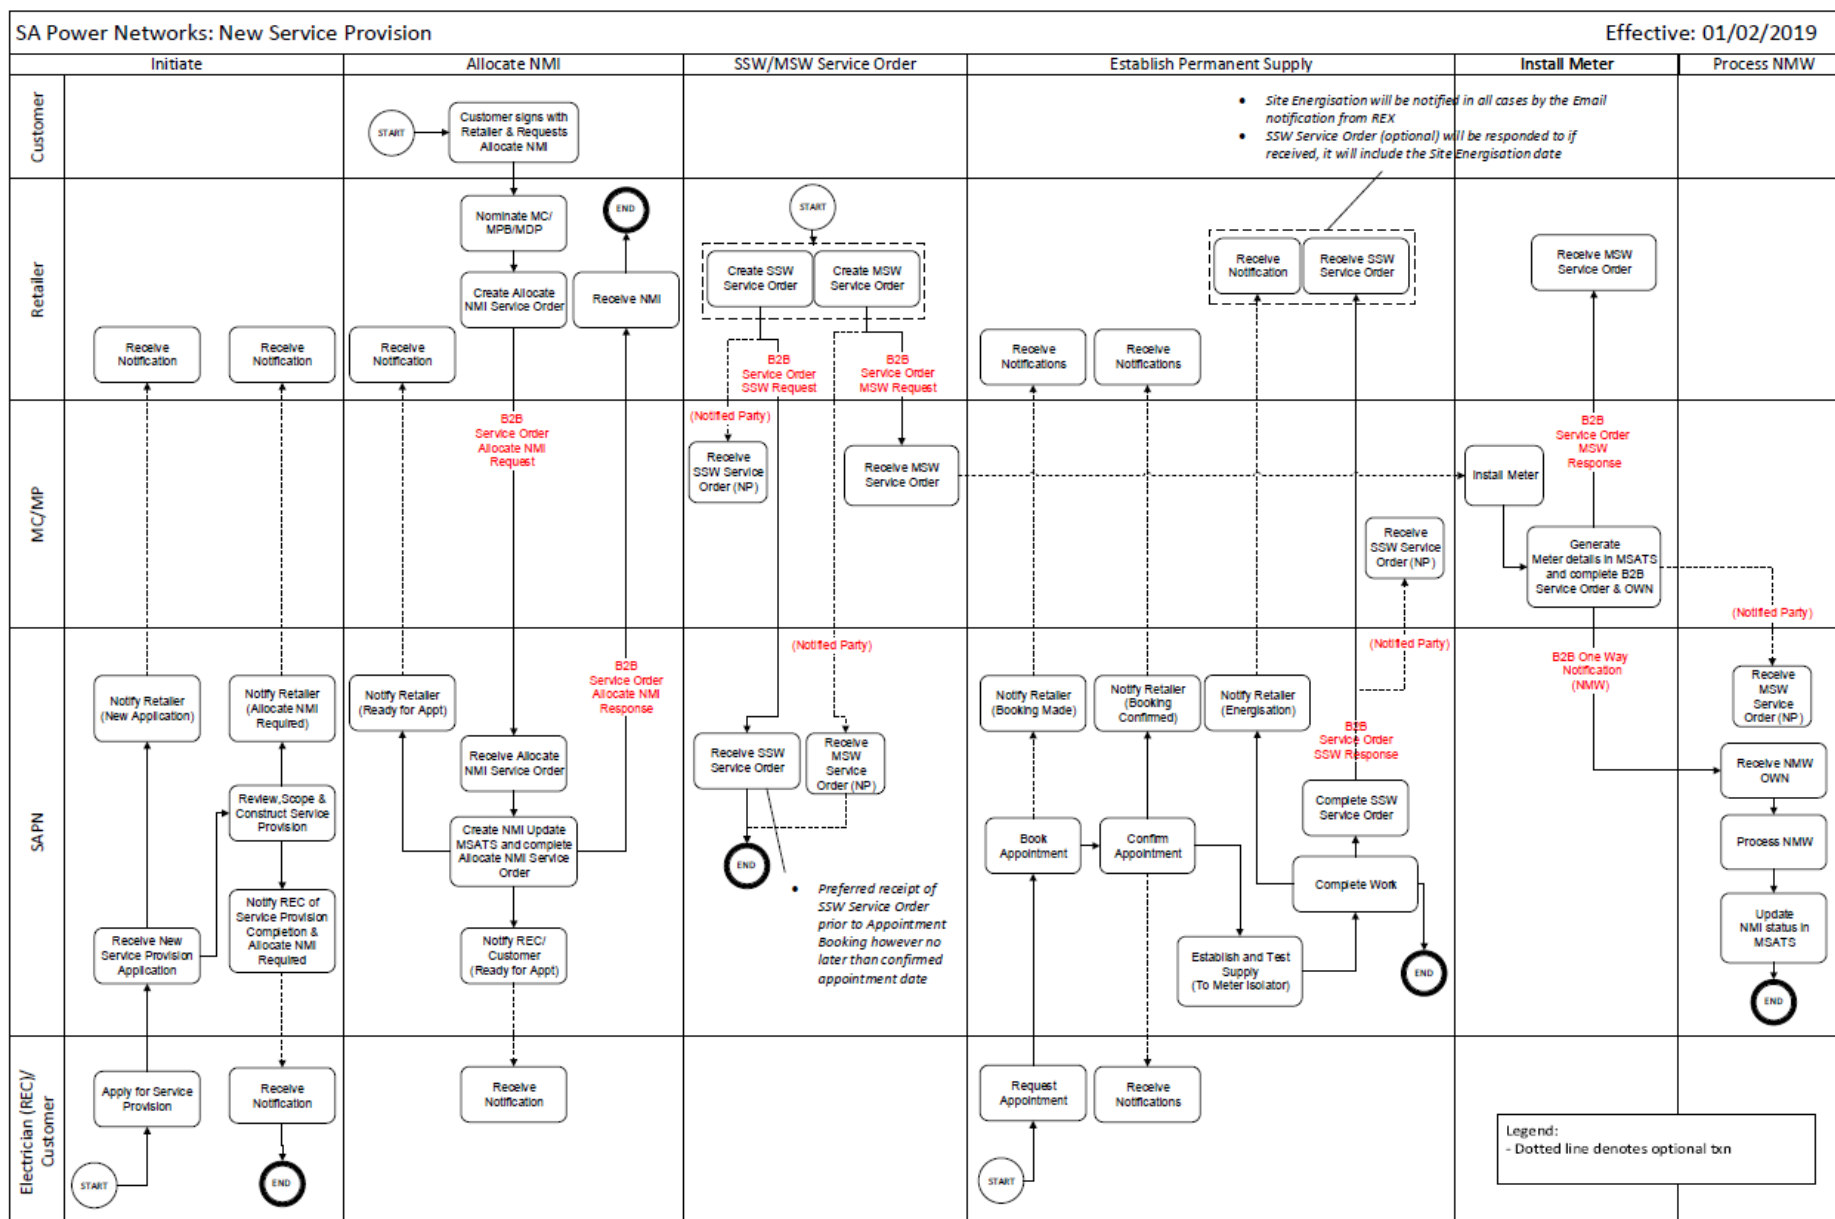 SA Power Networks: New Service Provision
Effective: 01/02/2019
Initiate
Allocate NMI
SSW/MSW Service Order
Establish Permanent Supply
Install Meter
Process NMW
Customer
START
Customer signs with
Retailer & Requests
Allocate NMI
• Site Energisation will be notified in all cases by the Email
notification from REX
• SSW Service Order (optional) will be responded to if
received, it will include the Site Energisation date
Retailer
Receive
Notification
Receive
Notification
Receive
Notification
Nominate MC/
MPB/MDP
Create Allocate
NMI Service Order
END
Receive NMI
START
Create SSW
Service Order
Create MSW
Service Order
B2B
Service Order
SSW Request
B2B
Service Order
MSW Request
Receive
Notifications
Receive
Notifications
Receive
Notification
Receive SSW
Service Order
Receive MSW
Service Order
MC/MP
B2B
Service Order
Allocate NMI
Request
(Notified Party)
Receive
SSW Service
Order (NP)
Receive MSW
Service Order
Receive
SSW Service
Order (NP)
Install Meter
B2B
Service Order
MSW
Response
Generate
Meter details in MSATS
and complete B2B
Service Order & OWN
(Notified Party)
SAPN
Notify Retailer
(New Application)
Notify Retailer
(Allocate NMI
Required)
Review,Scope &
Construct Service
Provision
Notify REC of
Service Provision
Completion &
Allocate NMI
Required
Receive New
Service Provision
Application
Notify Retailer
(Ready for Appt)
B2B
Service Order
Allocate NMI
Response
Receive Allocate
NMI Service Order
Create NMI Update
MSATS and complete
Allocate NMI Service
Order
Notify REC/
Customer
(Ready for Appt)
(Notified Party)
Receive SSW
Service Order
Receive
MSW
Service
Order (NP)
END
• Preferred receipt of
SSW Service Order
prior to Appointment
Booking however no
later than confirmed
appointment date
Notify Retailer
(Booking Made)
Notify Retailer
(Booking
Confirmed)
Notify Retailer
(Energisation)
(Notified Party)
B2B
Service Order
SSW Response
Complete SSW
Service Order
Book
Appointment
Confirm
Appointment
Complete Work
Establish and Test
Supply
(To Meter Isolator)
END
B2B One Way
Notification
(NMW)
Receive
MSW
Service
Order (NP)
Receive NMW
OWN
Process NMW
Update
NMI status in
MSATS
END
Electrician (REC)/
Customer
Apply for Service
Provision
START
Receive
Notification
END
Receive
Notification
Request
Appointment
START
Receive
Notifications
Legend:
- Dotted line denotes optional txn